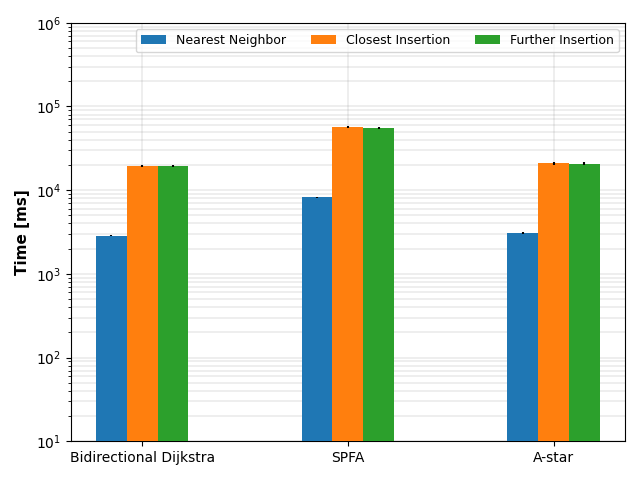 Nearest Neighbor Closest Insertion Further Insertion
10^6
10^5
10^4
10^3
10^2
10^1
Time [ms]
Bidirectional Dijkstra SPFA A-star